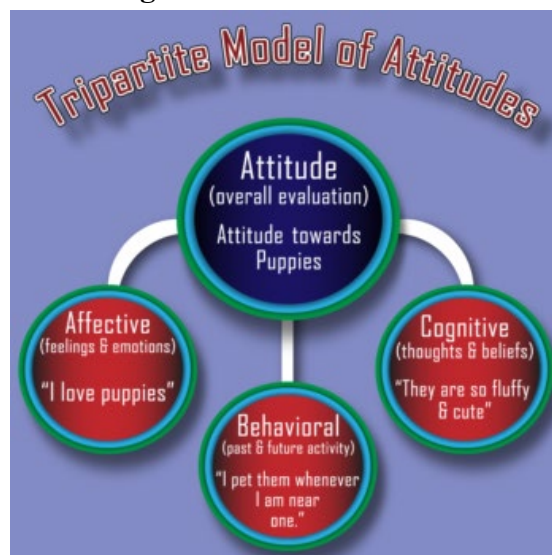 Tripartite Model of Attitudes
Attitude
(overall evaluation)
Attitude towards
Puppies
Affective
(feelings & emotions)
"I love puppies"
Behavioral
(past & future activity)
"I pet them whenever
I am near
one."
Cognitive
(thoughts & beliefs)
"They are so fluffy
& cute"